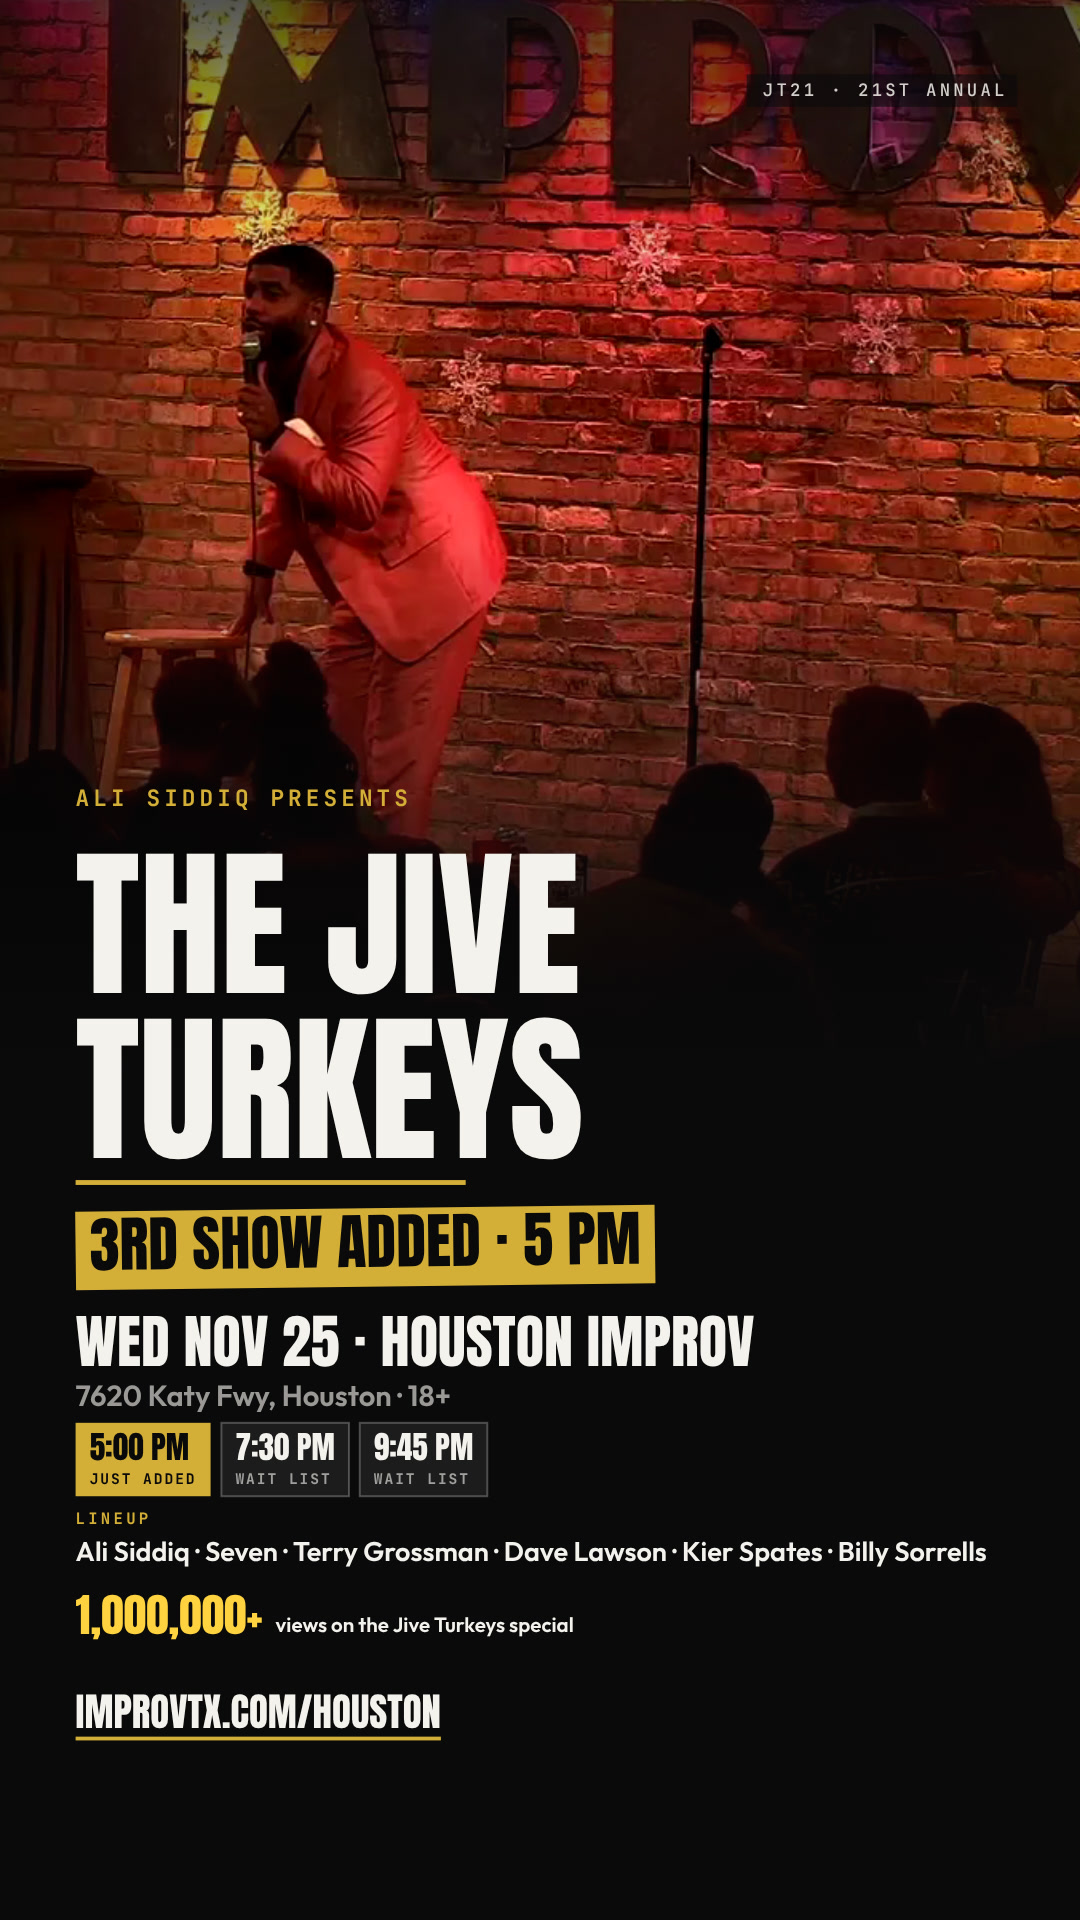 IMPROV
JT21 · 21ST ANNUAL
ALI SIDDIQ PRESENTS
THE JIVE
TURKEYS
3RD SHOW ADDED · 5 PM
WED NOV 25 · HOUSTON IMPROV
7620 Katy Fwy, Houston · 18+
5:00 PM 7:30 PM 9:45 PM
JUST ADDED WAIT LIST WAIT LIST
LINEUP
Ali Siddiq · Seven · Terry Grossman · Dave Lawson · Kier Spates · Billy Sorrells
1,000,000+ views on the Jive Turkeys special
IMPROVTX.COM/HOUSTON